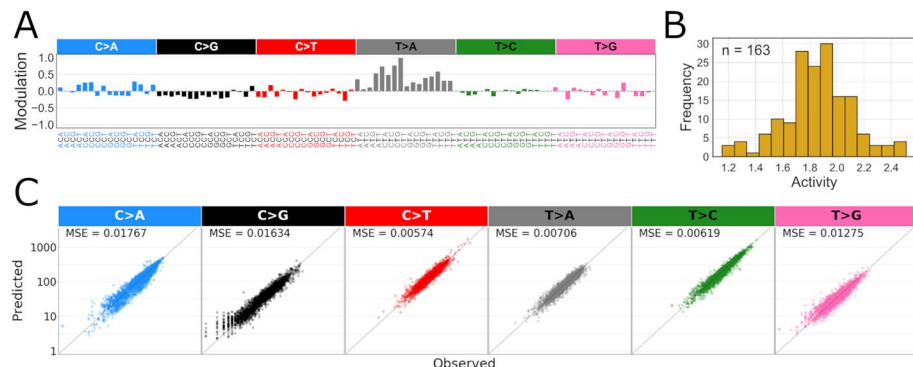 A
C>A C>G C>T T>A T>C T>G
Modulation
1.0
0.5
0.0
−0.5
−1.0
B
n = 163
Frequency
30
25
20
15
10
5
0
1.2 1.4 1.6 1.8 2.0 2.2 2.4
Activity
C
C>A C>G C>T T>A T>C T>G
MSE = 0.01767 MSE = 0.01634 MSE = 0.00574 MSE = 0.00706 MSE = 0.00619 MSE = 0.01275
Predicted
1000
100
10
1
Observed